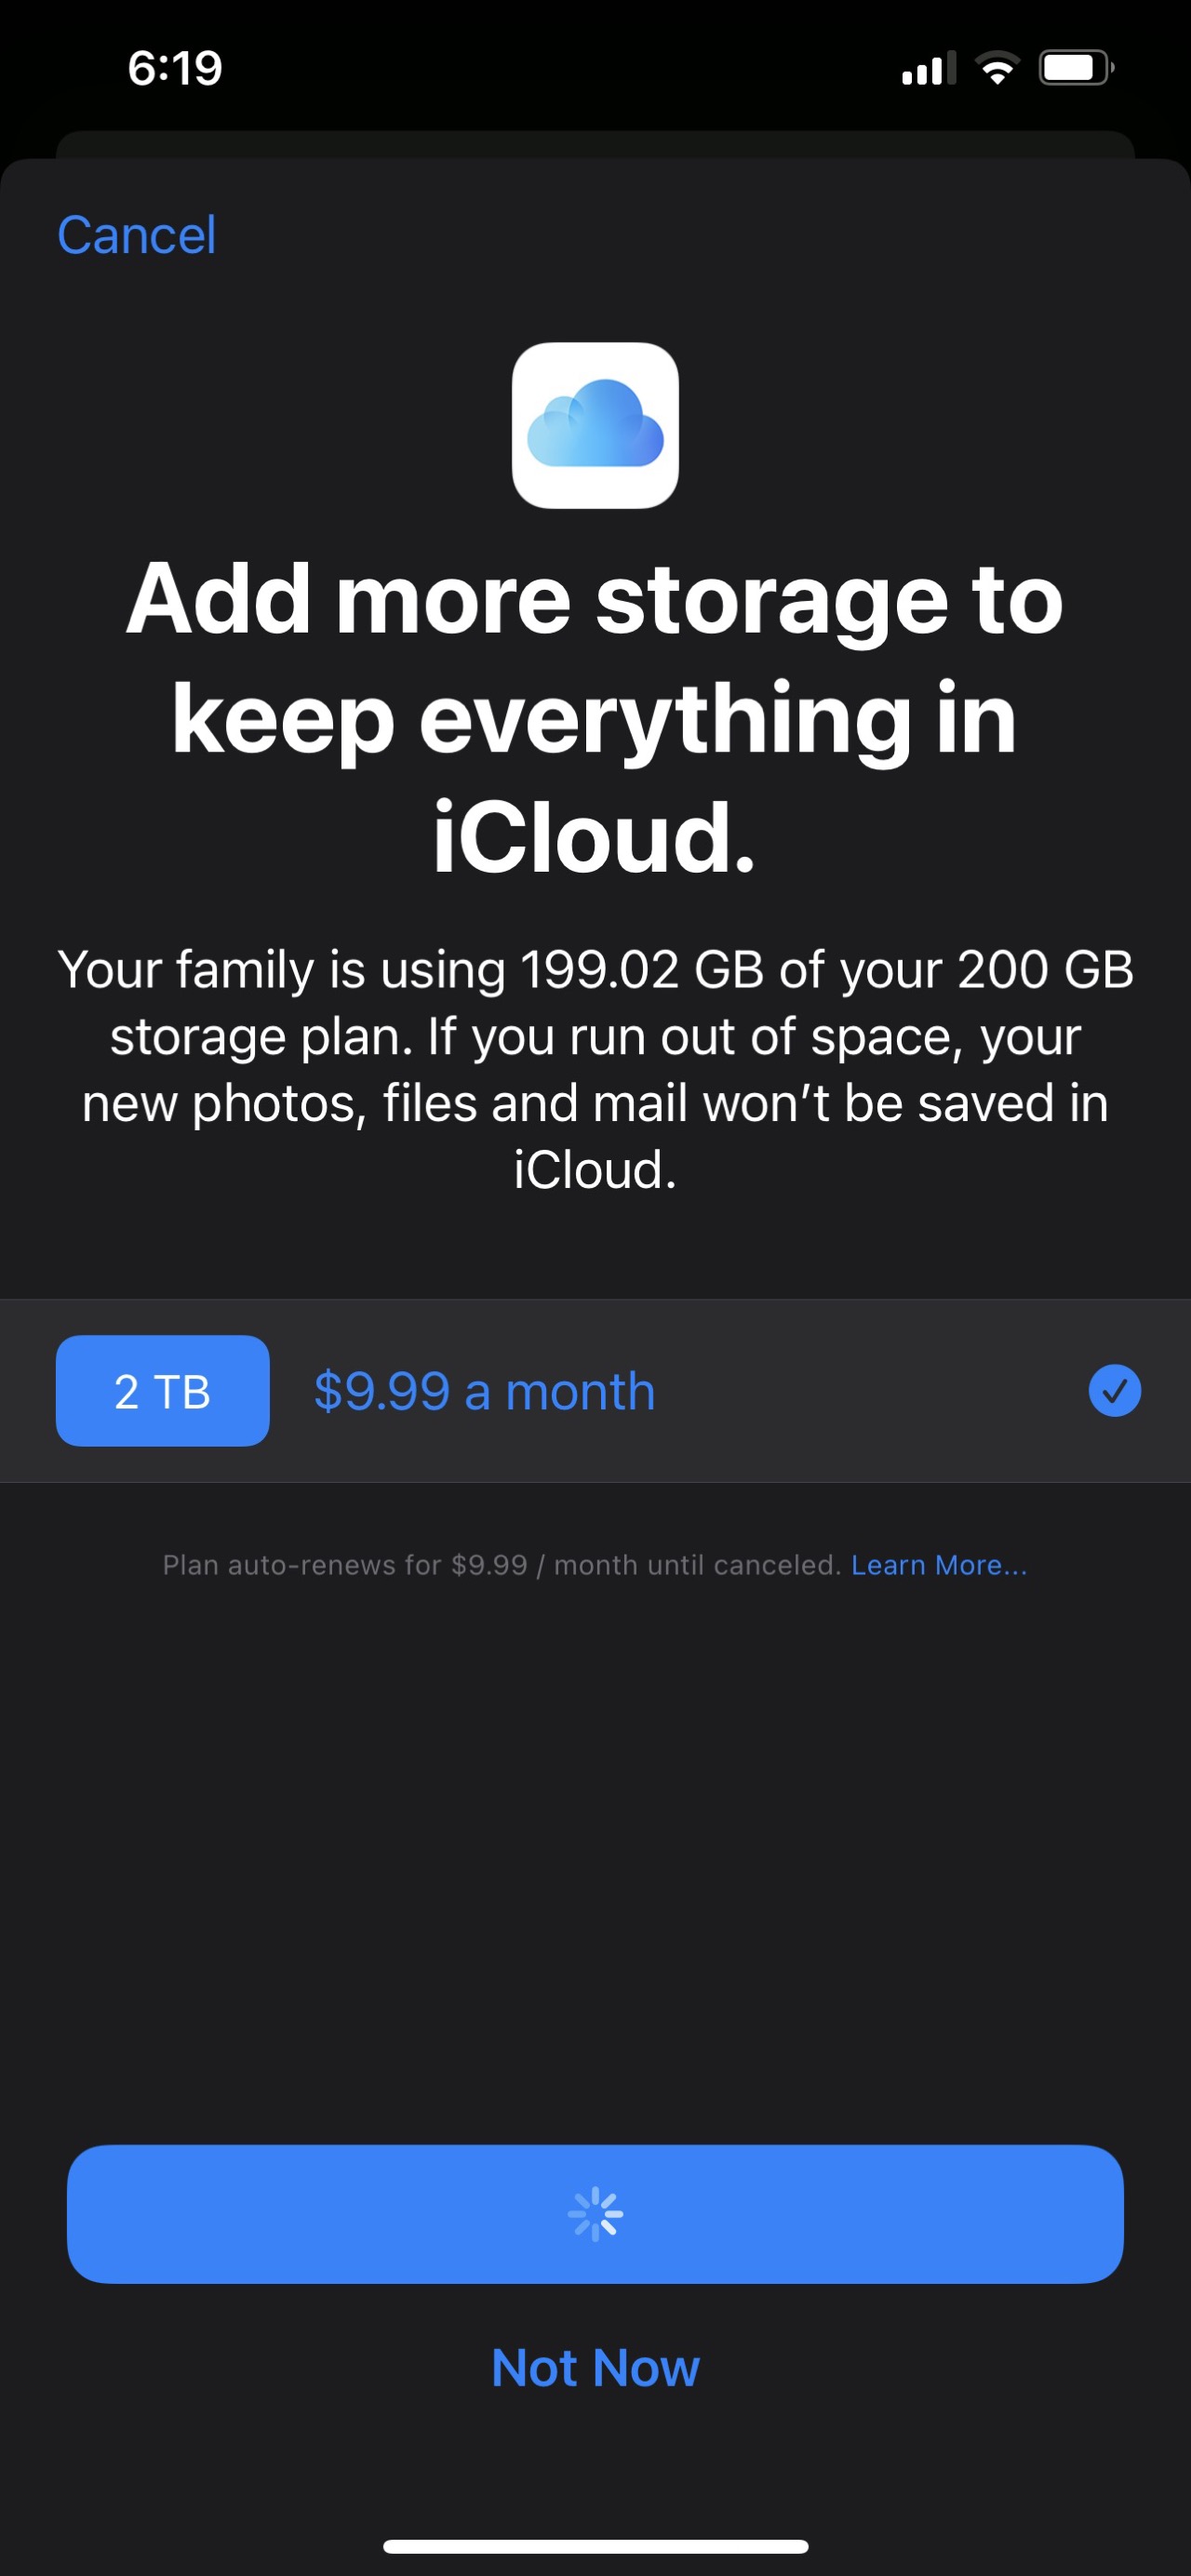 6:19
Cancel
Add more storage to
keep everything in
iCloud.
Your family is using 199.02 GB of your 200 GB
storage plan. If you run out of space, your
new photos, files and mail won’t be saved in
iCloud.
2 TB $9.99 a month
Plan auto-renews for $9.99 / month until canceled. Learn More...
Not Now